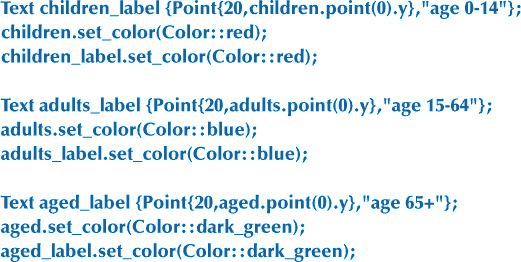 Text children_label {Point{20,children.point(0).y},"age 0-14"};
children.set_color(Color::red);
children_label.set_color(Color::red);
Text adults_label {Point{20,adults.point(0).y},"age 15-64"};
adults.set_color(Color::blue);
adults_label.set_color(Color::blue);
Text aged_label {Point{20,aged.point(0).y},"age 65+"};
aged.set_color(Color::dark_green);
aged_label.set_color(Color::dark_green);